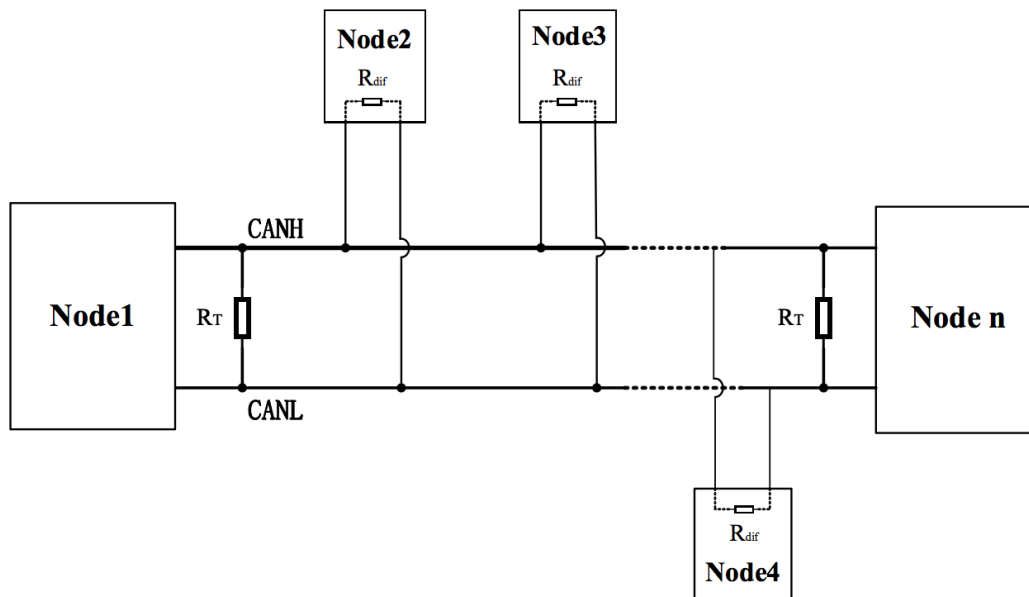 Node2
Rdif
Node3
Rdif
CANH
Node1
RT
RT
Node n
CANL
Rdif
Node4